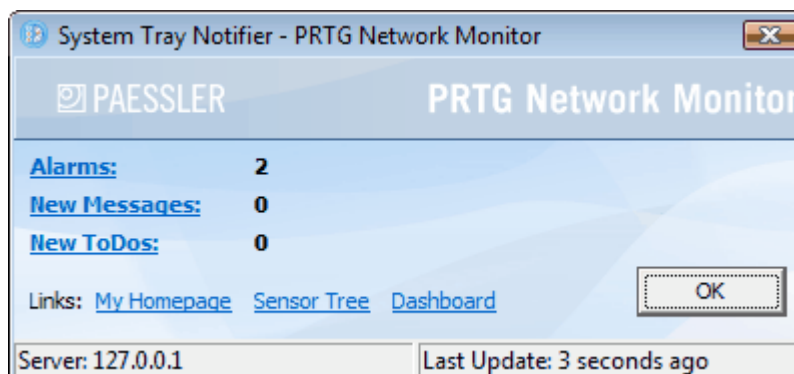 System Tray Notifier - PRTG Network Monitor
PAESSLER PRTG Network Monitor
Alarms: 2
New Messages: 0
New ToDos: 0
Links: My Homepage Sensor Tree Dashboard OK
Server: 127.0.0.1 Last Update: 3 seconds ago